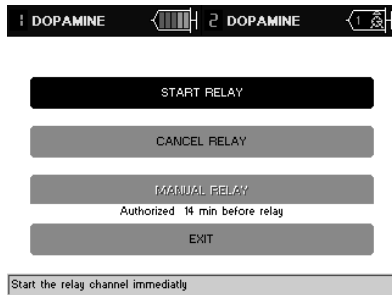 1 DOPAMINE 2 DOPAMINE 1
START RELAY
CANCEL RELAY
MANUAL RELAY
Authorized 14 min before relay
EXIT
Start the relay channel immediatly